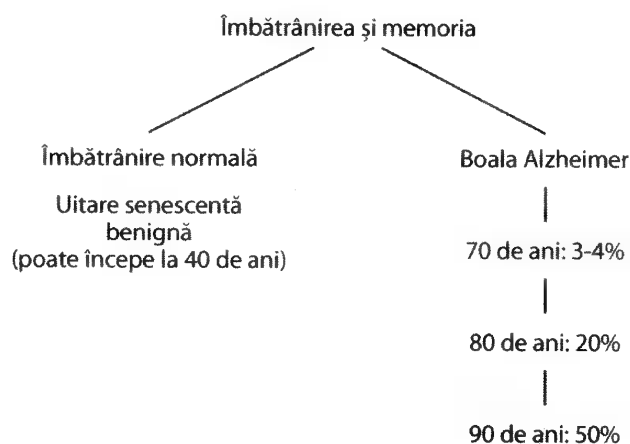 Îmbătrânirea și memoria
Îmbătrânire normală
Uitare senescentă
benignă
(poate începe la 40 de ani)
Boala Alzheimer
70 de ani: 3-4%
80 de ani: 20%
90 de ani: 50%